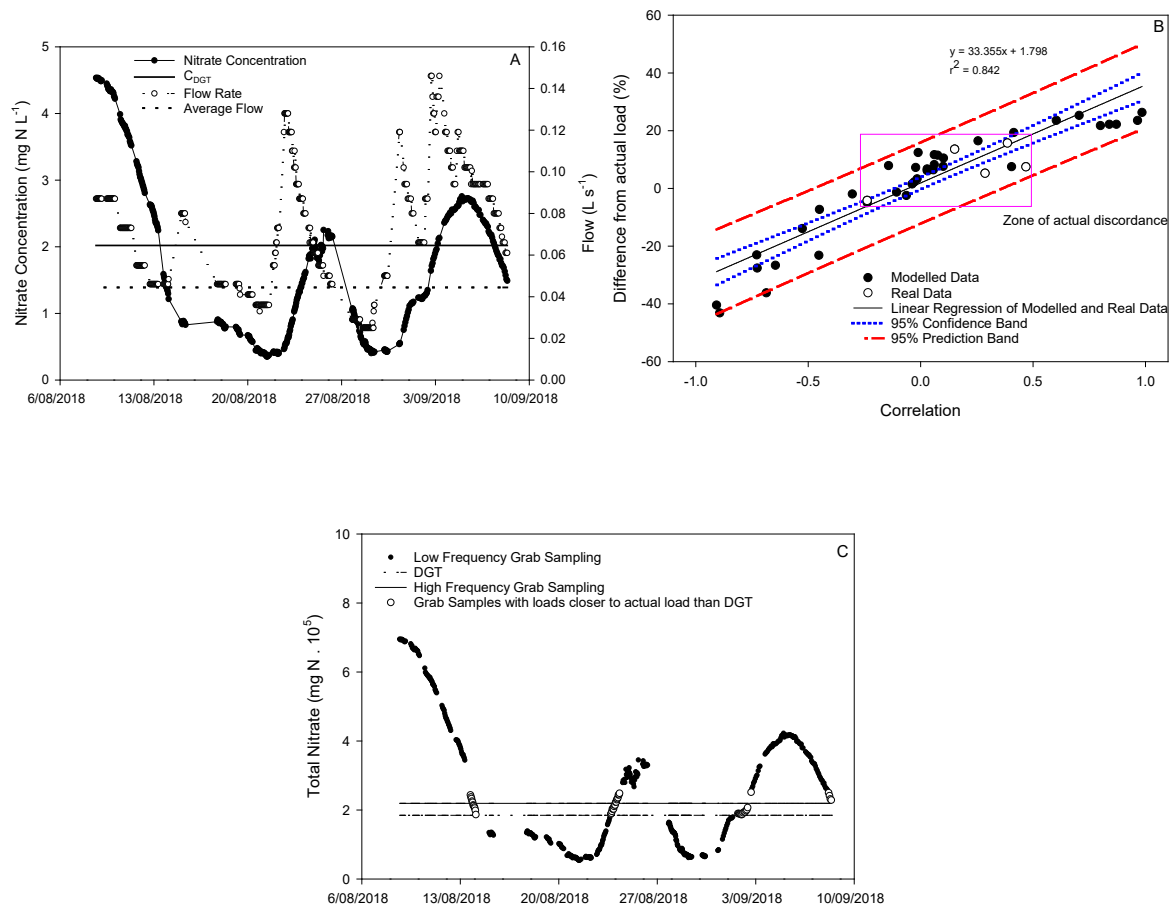 A
Nitrate Concentration
C_DGT
Flow Rate
Average Flow
Nitrate Concentration (mg N L⁻¹)
5
4
3
2
1
0
Flow (L s⁻¹)
0.16
0.14
0.12
0.10
0.08
0.06
0.04
0.02
0.00
6/08/2018 13/08/2018 20/08/2018 27/08/2018 3/09/2018 10/09/2018
B
y = 33.355x + 1.798
r² = 0.842
Difference from actual load (%)
60
40
20
0
-20
-40
-60
Zone of actual discordance
Modelled Data
Real Data
Linear Regression of Modelled and Real Data
95% Confidence Band
95% Prediction Band
-1.0 -0.5 0.0 0.5 1.0
Correlation
C
Low Frequency Grab Sampling
DGT
High Frequency Grab Sampling
Grab Samples with loads closer to actual load than DGT
Total Nitrate (mg N . 10⁵)
10
8
6
4
2
0
6/08/2018 13/08/2018 20/08/2018 27/08/2018 3/09/2018 10/09/2018